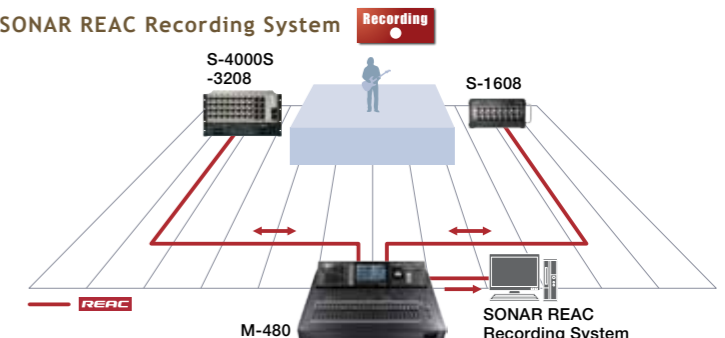 SONAR REAC Recording System
Recording
S-4000S
-3208
S-1608
REAC
M-480
SONAR REAC
Recording System